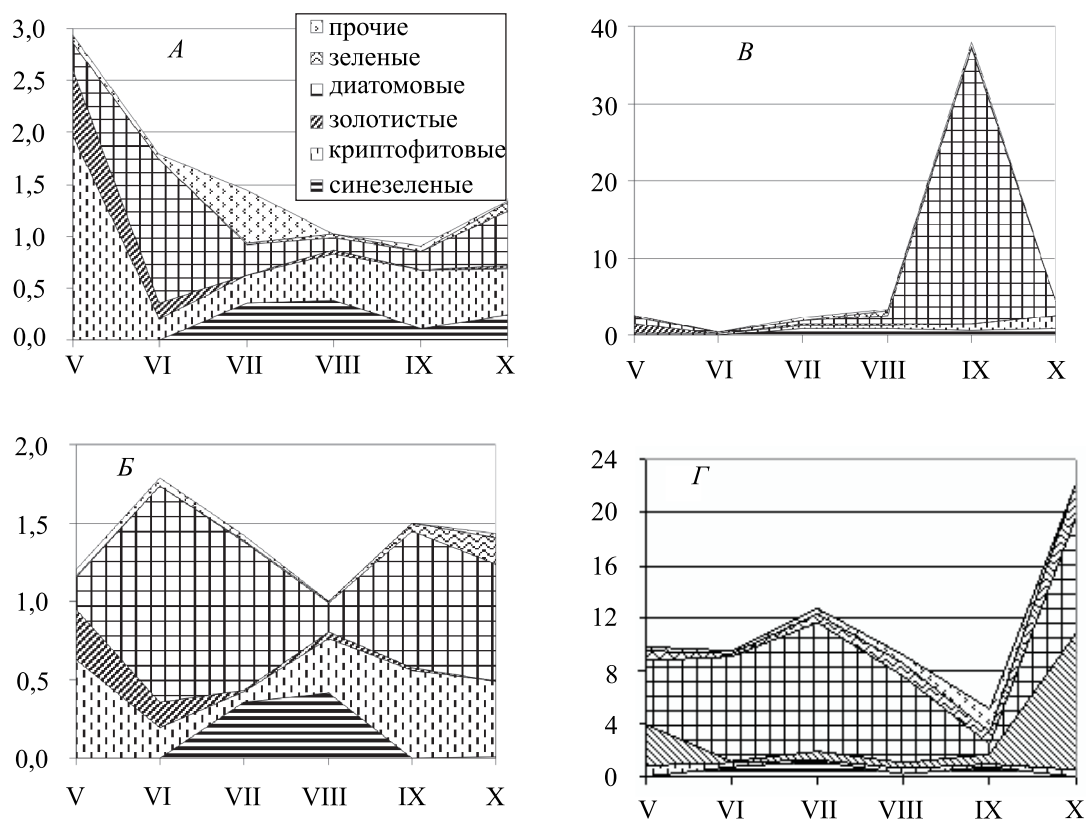 3,0
2,5
2,0
1,5
1,0
0,5
0,0
А
прочие
зеленые
диатомовые
золотистые
криптофитовые
синезеленые
V VI VII VIII IX X
40
30
20
10
0
В
V VI VII VIII IX X
2,0
1,5
1,0
0,5
0,0
Б
V VI VII VIII IX X
24
20
16
12
8
4
0
Г
V VI VII VIII IX X